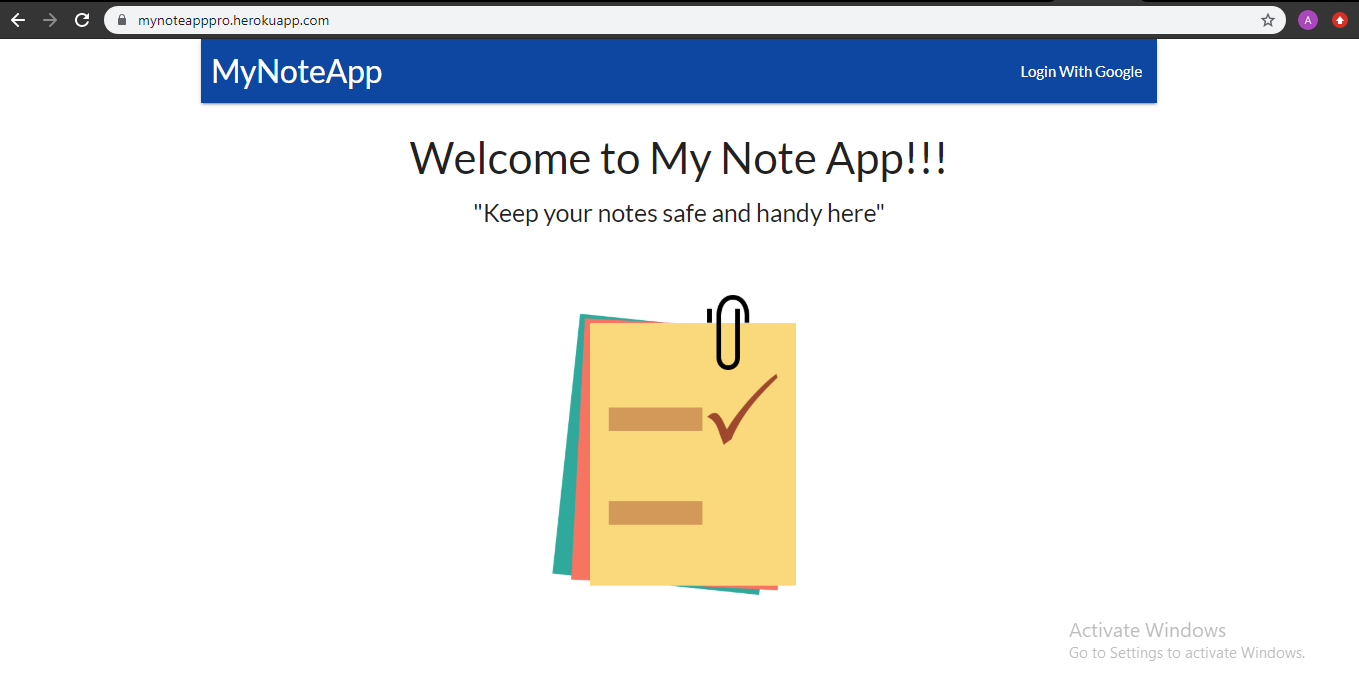 mynoteapppro.herokuapp.com
A
MyNoteApp
Login With Google
Welcome to My Note App!!!
"Keep your notes safe and handy here"
Activate Windows
Go to Settings to activate Windows.